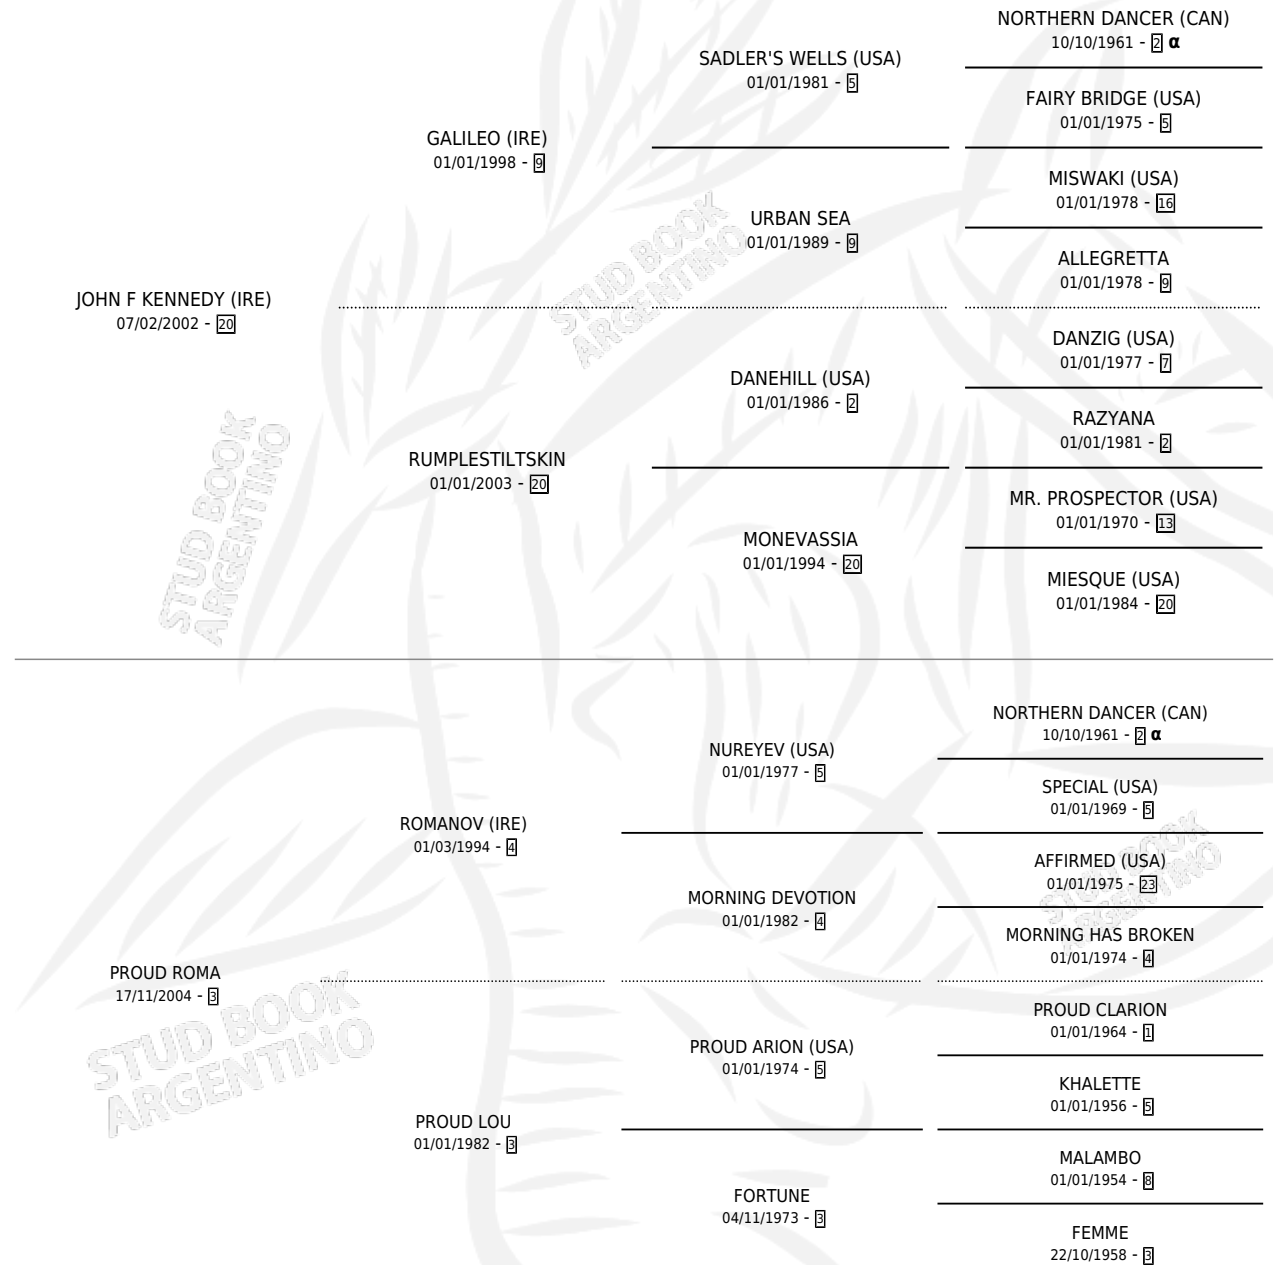 NORTHERN DANCER (CAN)
10/10/1961 - 2 α
SADLER'S WELLS (USA)
01/01/1981 - 5
FAIRY BRIDGE (USA)
01/01/1975 - 5
GALILEO (IRE)
01/01/1998 - 9
MISWAKI (USA)
01/01/1978 - 16
URBAN SEA
01/01/1989 - 9
ALLEGRETTA
01/01/1978 - 9
JOHN F KENNEDY (IRE)
07/02/2002 - 20
DANZIG (USA)
01/01/1977 - 7
DANEHILL (USA)
01/01/1986 - 2
RAZYANA
01/01/1981 - 2
RUMPLESTILTSKIN
01/01/2003 - 20
MR. PROSPECTOR (USA)
01/01/1970 - 13
MONEVASSIA
01/01/1994 - 20
MIESQUE (USA)
01/01/1984 - 20
NORTHERN DANCER (CAN)
10/10/1961 - 2 α
NUREYEV (USA)
01/01/1977 - 5
SPECIAL (USA)
01/01/1969 - 5
ROMANOV (IRE)
01/03/1994 - 4
AFFIRMED (USA)
01/01/1975 - 23
MORNING DEVOTION
01/01/1982 - 4
MORNING HAS BROKEN
01/01/1974 - 4
PROUD ROMA
17/11/2004 - 3
PROUD CLARION
01/01/1964 - 1
PROUD ARION (USA)
01/01/1974 - 5
KHALETTE
01/01/1956 - 5
PROUD LOU
01/01/1982 - 3
MALAMBO
01/01/1954 - 8
FORTUNE
04/11/1973 - 3
FEMME
22/10/1958 - 3
STUD BOOK
ARGENTINO
STUD BOOK
ARGENTINO
STUD BOOK
ARGENTINO
STUD BOOK
ARGENTINO